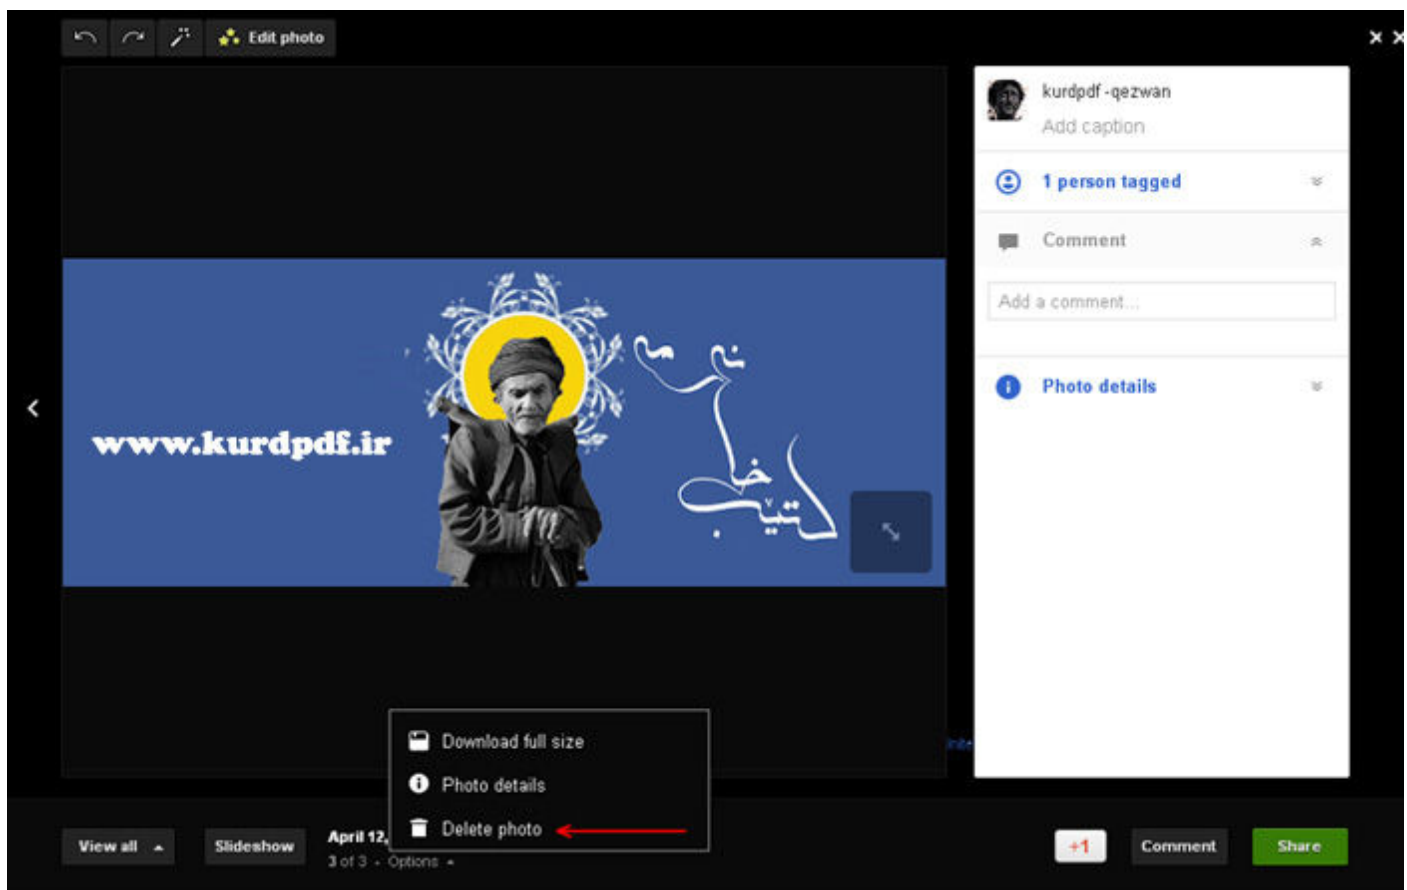 Edit photo
kurdpdf -qezwan
Add caption
1 person tagged
Comment
Add a comment...
Photo details
www.kurdpdf.ir
Download full size
Photo details
Delete photo
View all
Slideshow
April 12,
3 of 3 - Options
+1
Comment
Share